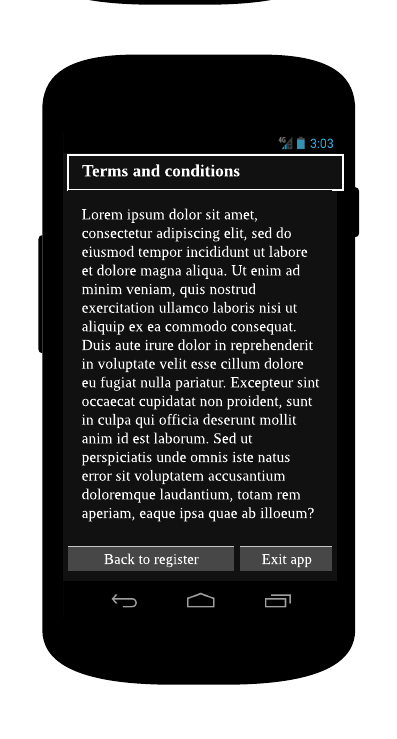 4G 3:03
Terms and conditions
Lorem ipsum dolor sit amet,
consectetur adipiscing elit, sed do
eiusmod tempor incididunt ut labore
et dolore magna aliqua. Ut enim ad
minim veniam, quis nostrud
exercitation ullamco laboris nisi ut
aliquip ex ea commodo consequat.
Duis aute irure dolor in reprehenderit
in voluptate velit esse cillum dolore
eu fugiat nulla pariatur. Excepteur sint
occaecat cupidatat non proident, sunt
in culpa qui officia deserunt mollit
anim id est laborum. Sed ut
perspiciatis unde omnis iste natus
error sit voluptatem accusantium
doloremque laudantium, totam rem
aperiam, eaque ipsa quae ab illoeum?
Back to register Exit app